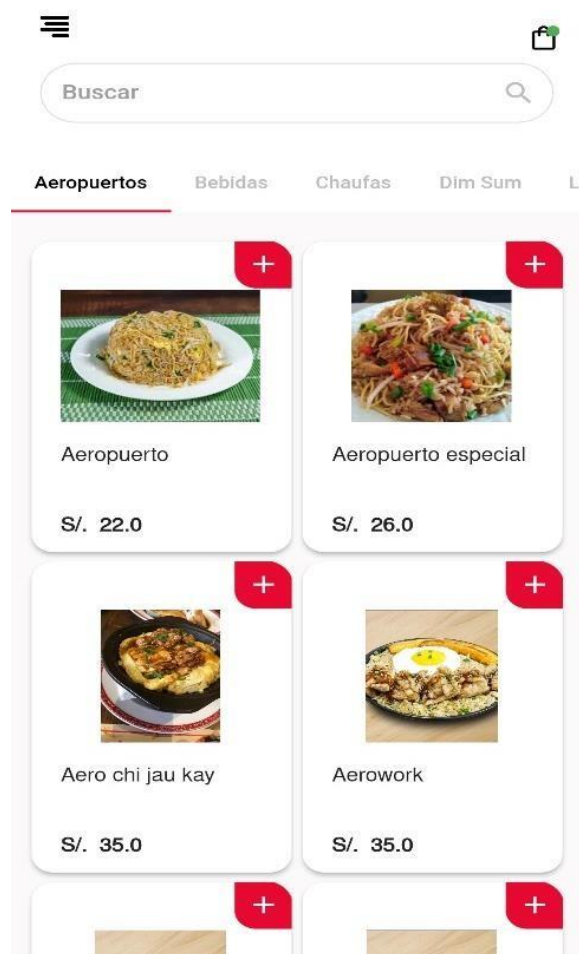 Buscar
Aeropuertos Bebidas Chaufas Dim Sum L
Aeropuerto Aeropuerto especial
S/. 22.0 S/. 26.0
Aero chi jau kay Aerowork
S/. 35.0 S/. 35.0